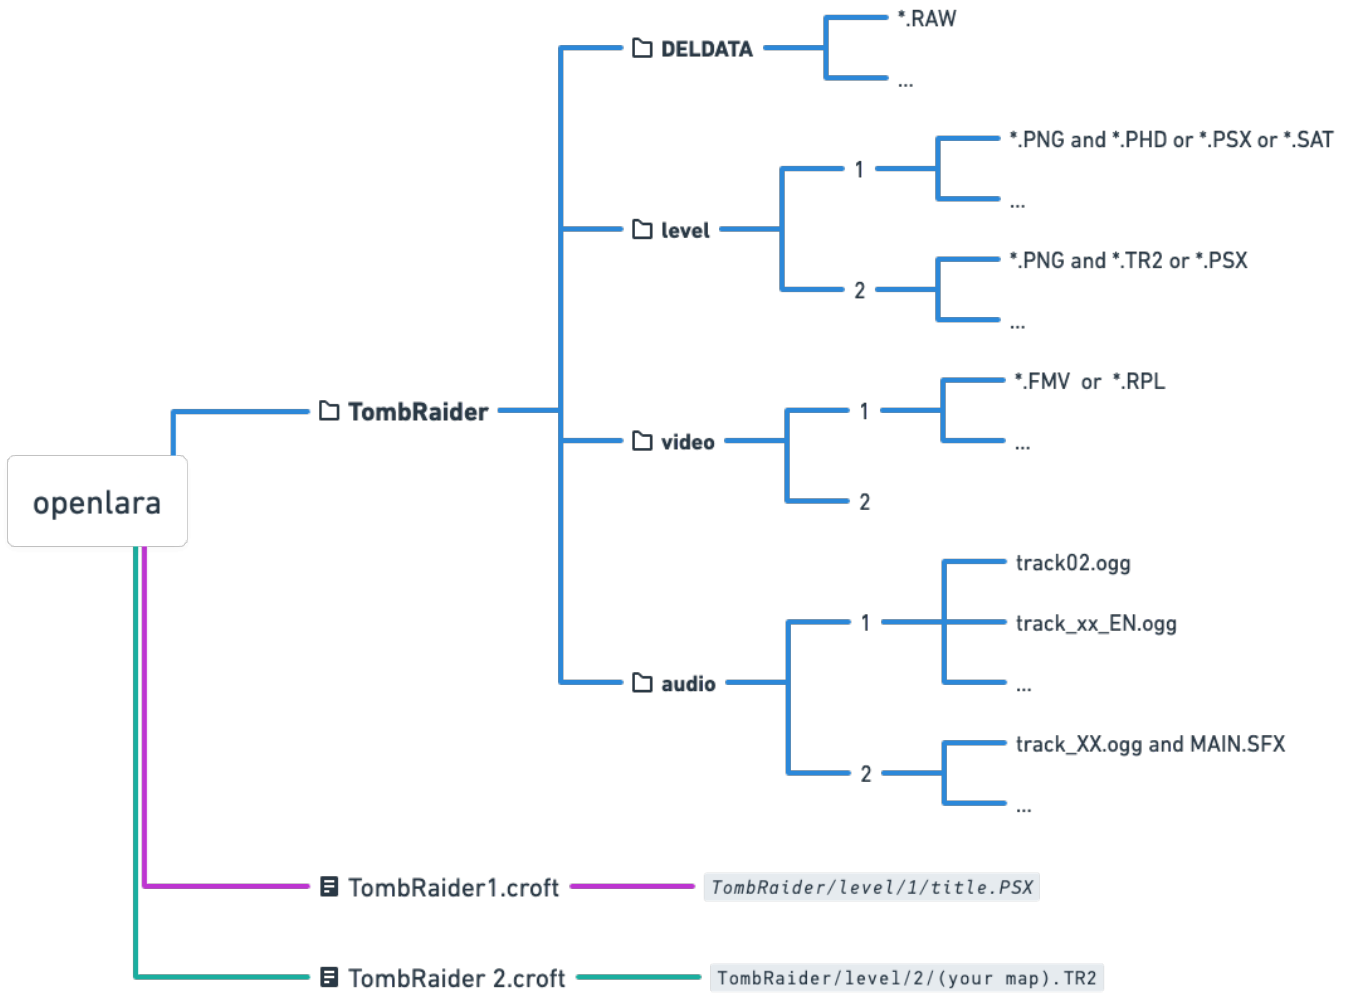 *.RAW
DELDATA
...
*.PNG and *.PHD or *.PSX or *.SAT
1
...
level
*.PNG and *.TR2 or *.PSX
2
...
*.FMV or *.RPL
TombRaider
1
video
...
openlara
2
track02.ogg
1
track_xx_EN.ogg
audio
...
track_XX.ogg and MAIN.SFX
2
...
TombRaider1.croft
TombRaider/level/1/title.PSX
TombRaider 2.croft
TombRaider/level/2/(your map).TR2